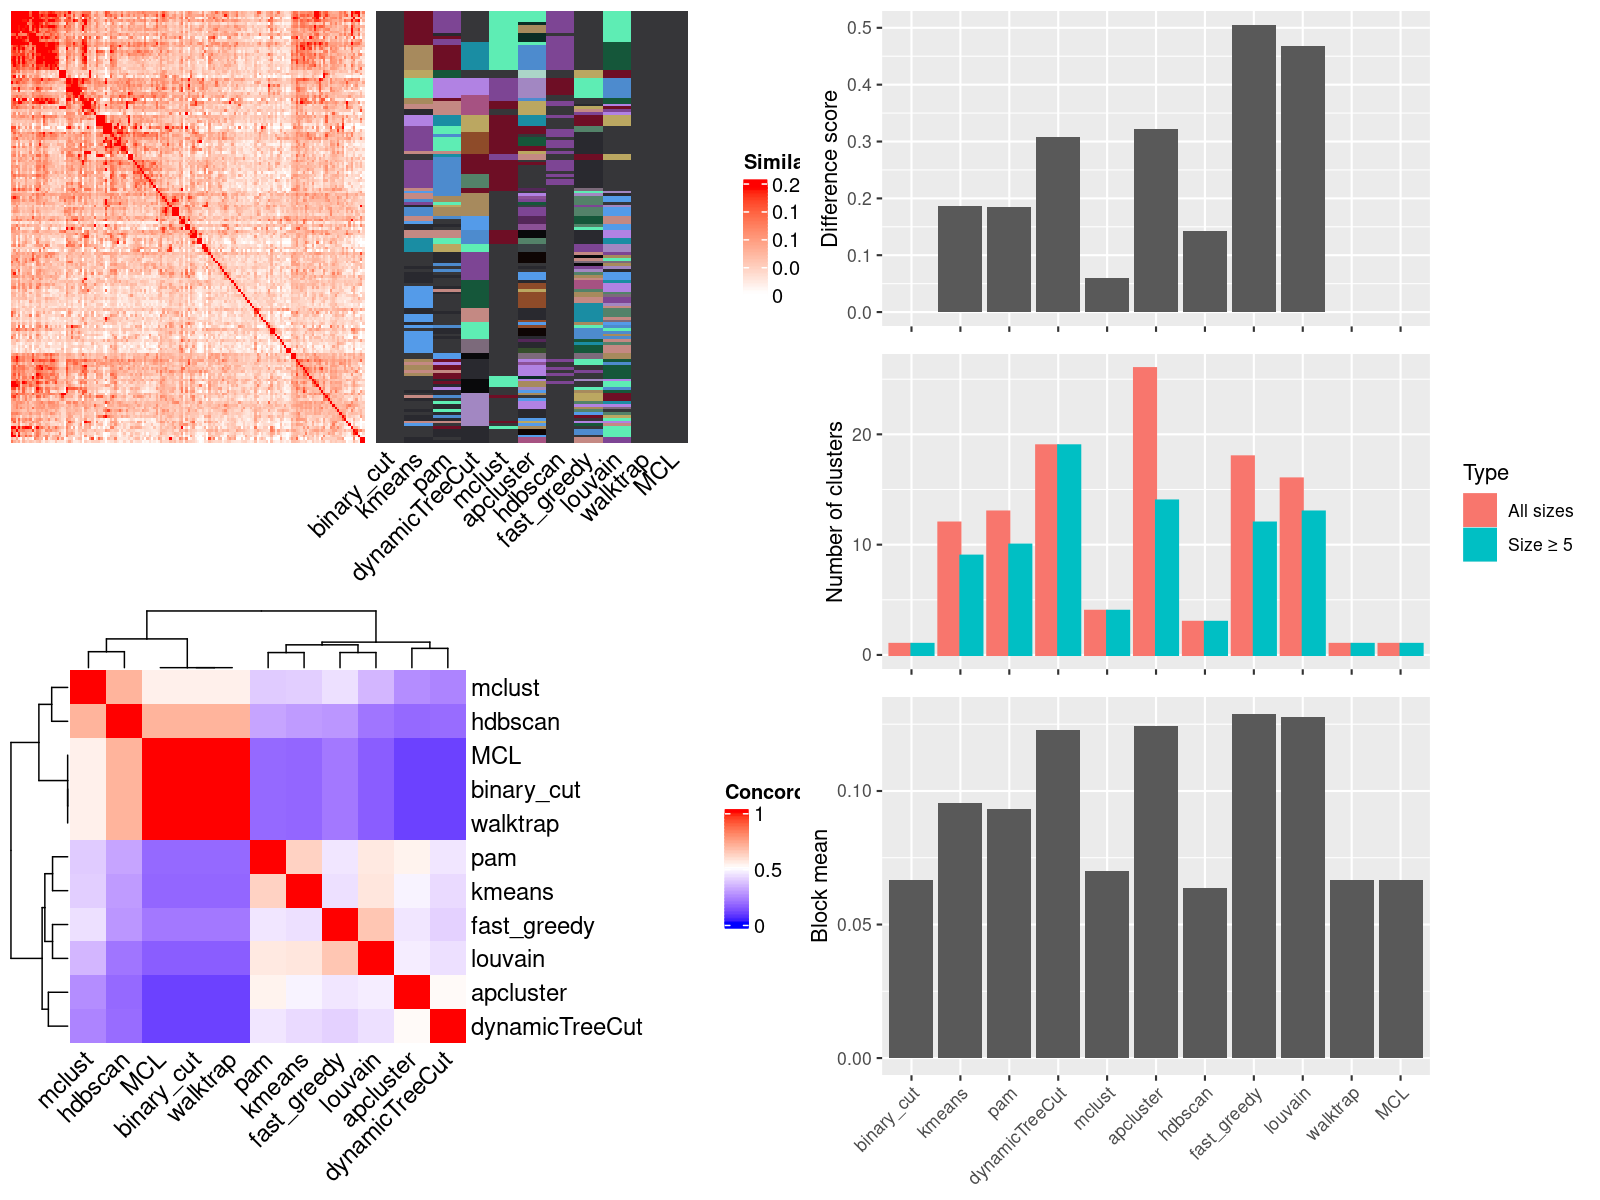 Simila
0.2
0.1
0.1
0.0
0
binary_cut
kmeans
pam
dynamicTreeCut
mclust
apcluster
hdbscan
fast_greedy
louvain
walktrap
MCL
mclust
hdbscan
MCL
binary_cut
walktrap
pam
kmeans
fast_greedy
louvain
apcluster
dynamicTreeCut
mclust
hdbscan
MCL
binary_cut
walktrap
pam
kmeans
fast_greedy
louvain
apcluster
dynamicTreeCut
Concord
1
0.5
0
Difference score
0.5
0.4
0.3
0.2
0.1
0.0
Number of clusters
20
10
0
Type
All sizes
Size ≥ 5
Block mean
0.10
0.05
0.00
binary_cut
kmeans
pam
dynamicTreeCut
mclust
apcluster
hdbscan
fast_greedy
louvain
walktrap
MCL